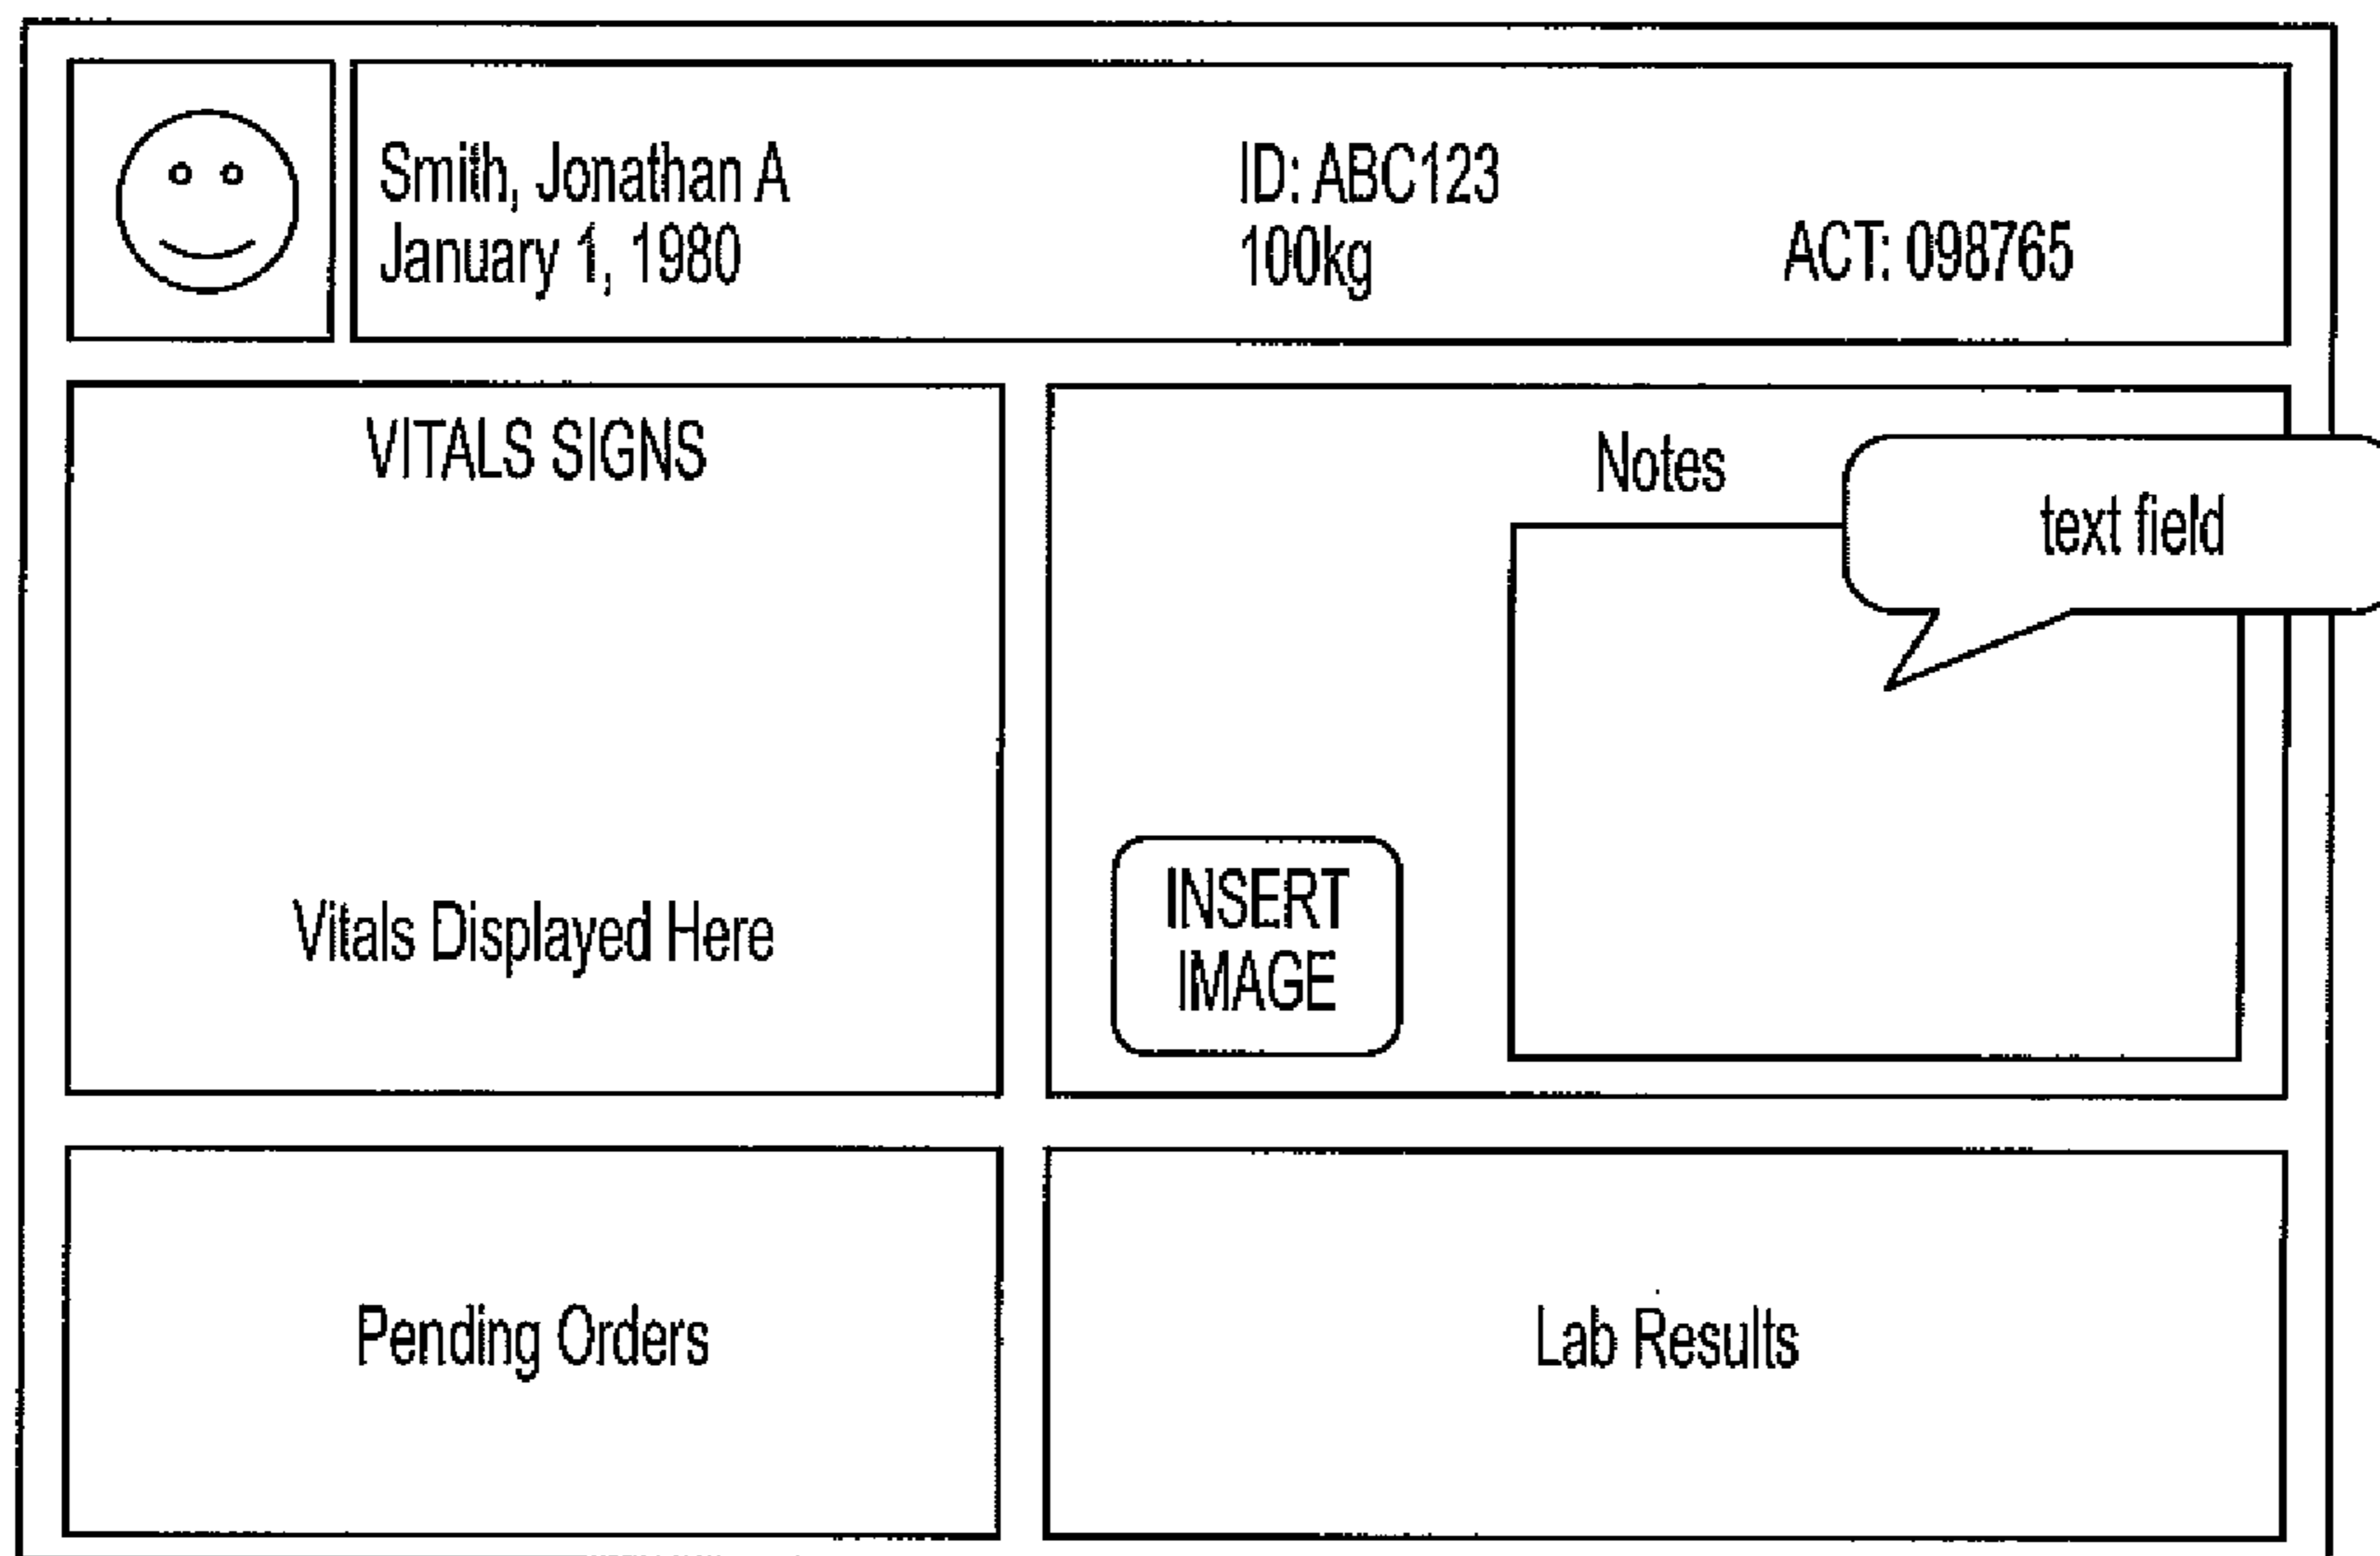 Smith, Jonathan A
ID: ABC123
January 1, 1980
100kg
ACT: 098765
VITALS SIGNS
Vitals Displayed Here
Notes
text field
INSERT
IMAGE
Pending Orders
Lab Results